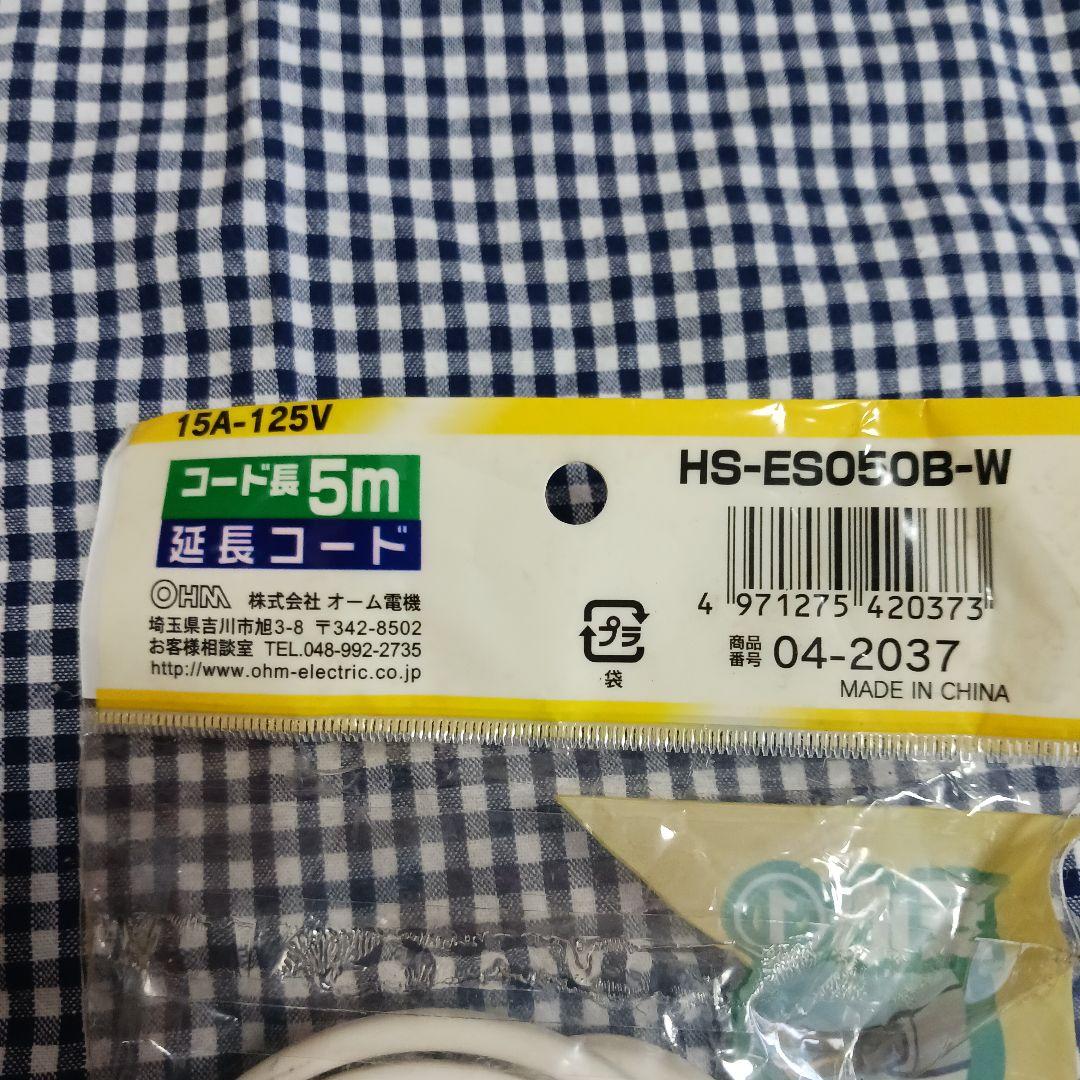 15A-125V
コード長 5m
延長コード
OHM 株式会社 オーム電機
埼玉県吉川市旭3-8 〒342-8502
お客様相談室 TEL.048-992-2735
http://www.ohm-electric.co.jp
プラ
袋
HS-ES050B-W
4 971275 420373
商品番号 04-2037
MADE IN CHINA